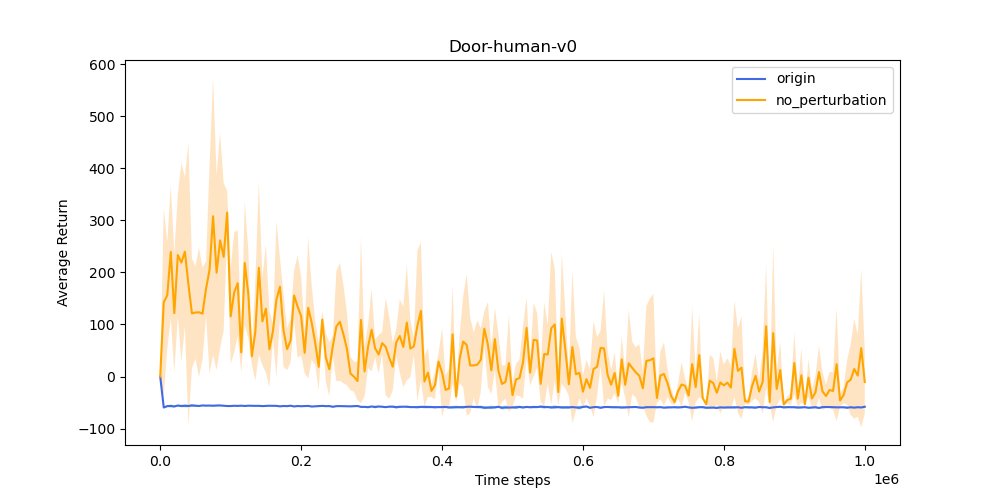 Door-human-v0
origin
no_perturbation
600
500
400
300
200
100
0
−100
Average Return
0.0
0.2
0.4
0.6
0.8
1.0
1e6
Time steps